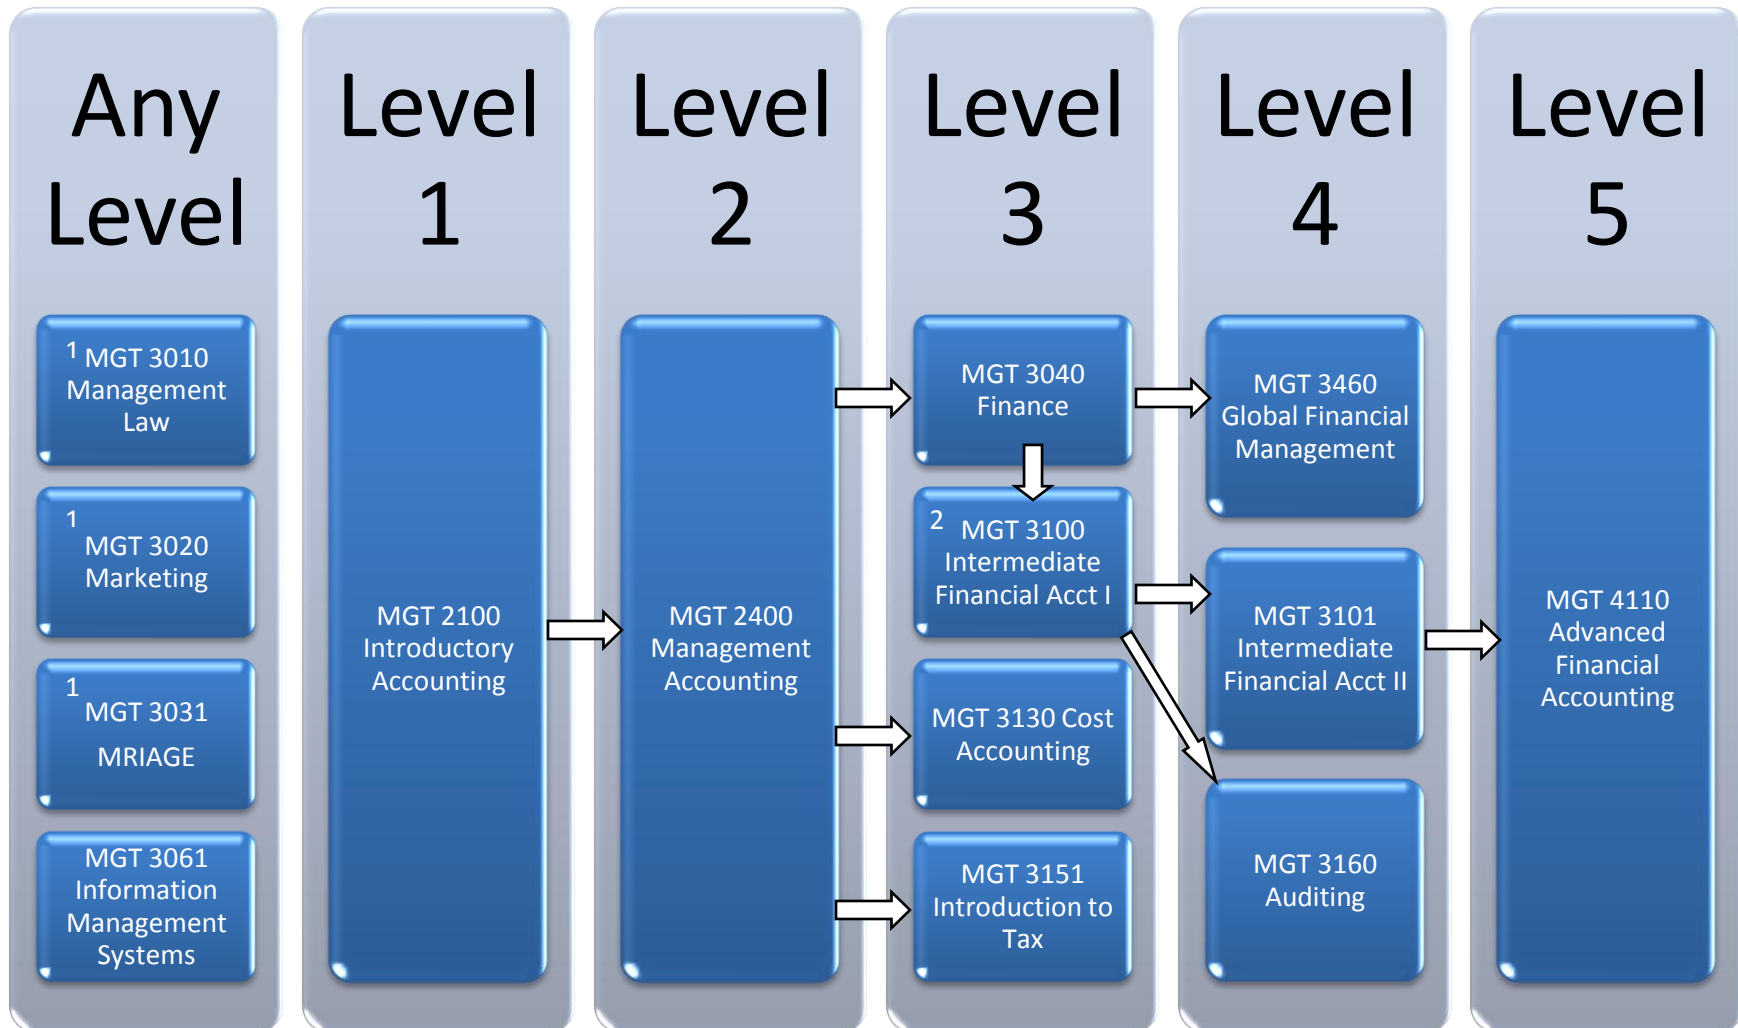 Any
Level
1
MGT 3010
Management
Law
1
MGT 3020
Marketing
1
MGT 3031
MRIAGE
MGT 3061
Information
Management
Systems
Level
1
MGT 2100
Introductory
Accounting
Level
2
MGT 2400
Management
Accounting
Level
3
MGT 3040
Finance
2
MGT 3100
Intermediate
Financial Acct I
MGT 3130 Cost
Accounting
MGT 3151
Introduction to
Tax
Level
4
MGT 3460
Global Financial
Management
MGT 3101
Intermediate
Financial Acct II
MGT 3160
Auditing
Level
5
MGT 4110
Advanced
Financial
Accounting